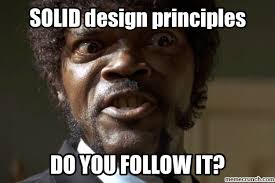 SOLID design principles
DO YOU FOLLOW IT?
memecrunch.com